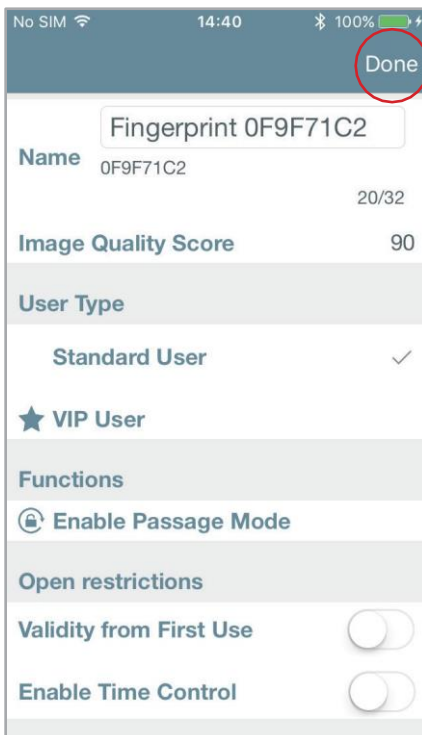 No SIM 14:40 100%
Done
Fingerprint 0F9F71C2
Name 0F9F71C2
20/32
Image Quality Score 90
User Type
Standard User
VIP User
Functions
Enable Passage Mode
Open restrictions
Validity from First Use
Enable Time Control